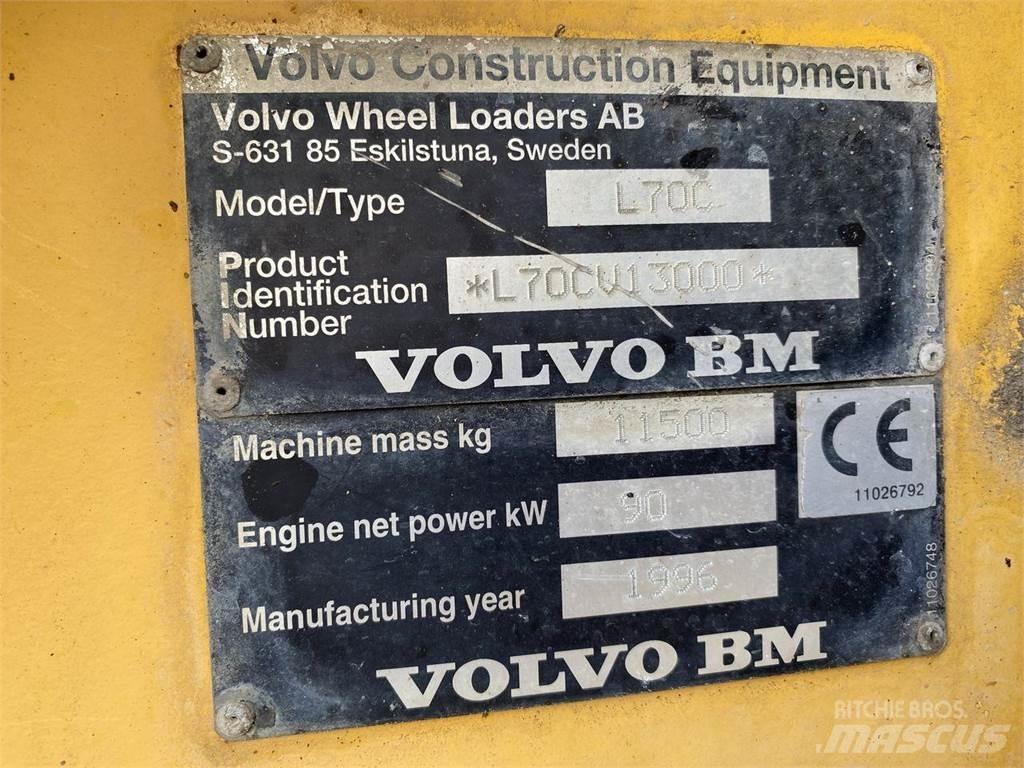 Volvo Construction Equipment
Volvo Wheel Loaders AB
S-631 85 Eskilstuna, Sweden
Model/Type L70C
Product
Identification
Number
*L70CV13000*
VOLVO BM
Machine mass kg 11500
CE
11026792
Engine net power kW 90
Manufacturing year 1996
11026748
VOLVO BM
RITCHIE BROS.
MASCUS